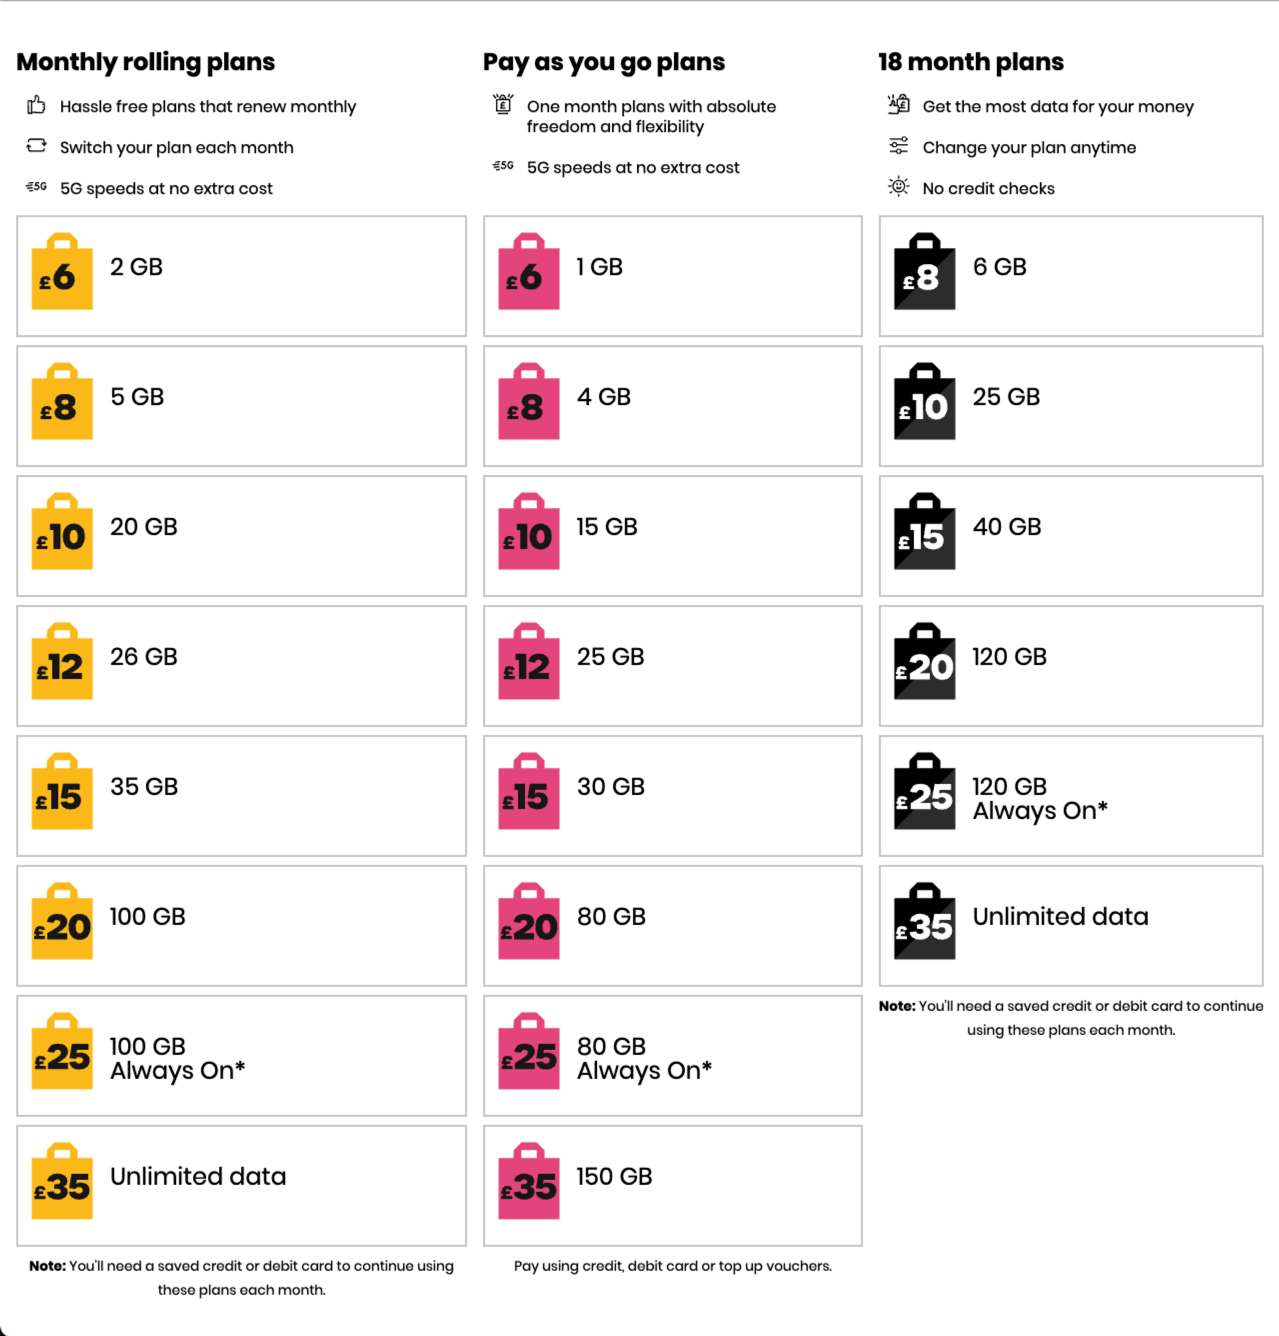 Monthly rolling plans
Hassle free plans that renew monthly
Switch your plan each month
5G
5G speeds at no extra cost
£6
2 GB
£8
5 GB
£10
20 GB
£12
26 GB
£15
35 GB
£20
100 GB
£25
100 GB
Always On*
£35
Unlimited data
Note: You'll need a saved credit or debit card to continue using
these plans each month.
Pay as you go plans
£
One month plans with absolute
freedom and flexibility
5G
5G speeds at no extra cost
£6
1 GB
£8
4 GB
£10
15 GB
£12
25 GB
£15
30 GB
£20
80 GB
£25
80 GB
Always On*
£35
150 GB
Pay using credit, debit card or top up vouchers.
18 month plans
£
Get the most data for your money
Change your plan anytime
No credit checks
£8
6 GB
£10
25 GB
£15
40 GB
£20
120 GB
£25
120 GB
Always On*
£35
Unlimited data
Note: You'll need a saved credit or debit card to continue
using these plans each month.